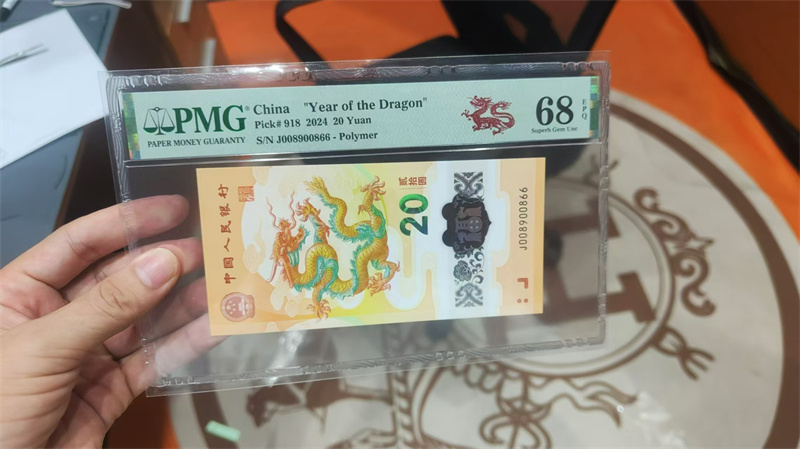 PMG
PAPER MONEY GUARANTY
China "Year of the Dragon"
Pick# 918 2024 20 Yuan
S/N J008900866 - Polymer
68
EPQ
Superb Gem Unc
中国人民银行
贰拾圆
20
J008900866